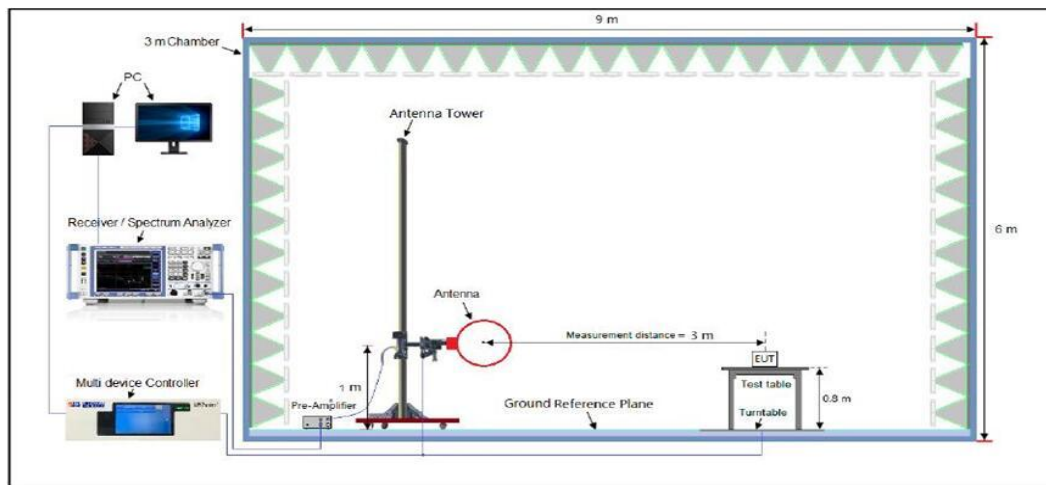 9 m
3 m Chamber
PC
Antenna Tower
Receiver / Spectrum Analyzer
6 m
Antenna
Measurement distance = 3 m
EUT
Multi device Controller
1 m
Test table
0.8 m
Pre-Amplifier
Ground Reference Plane
Turntable